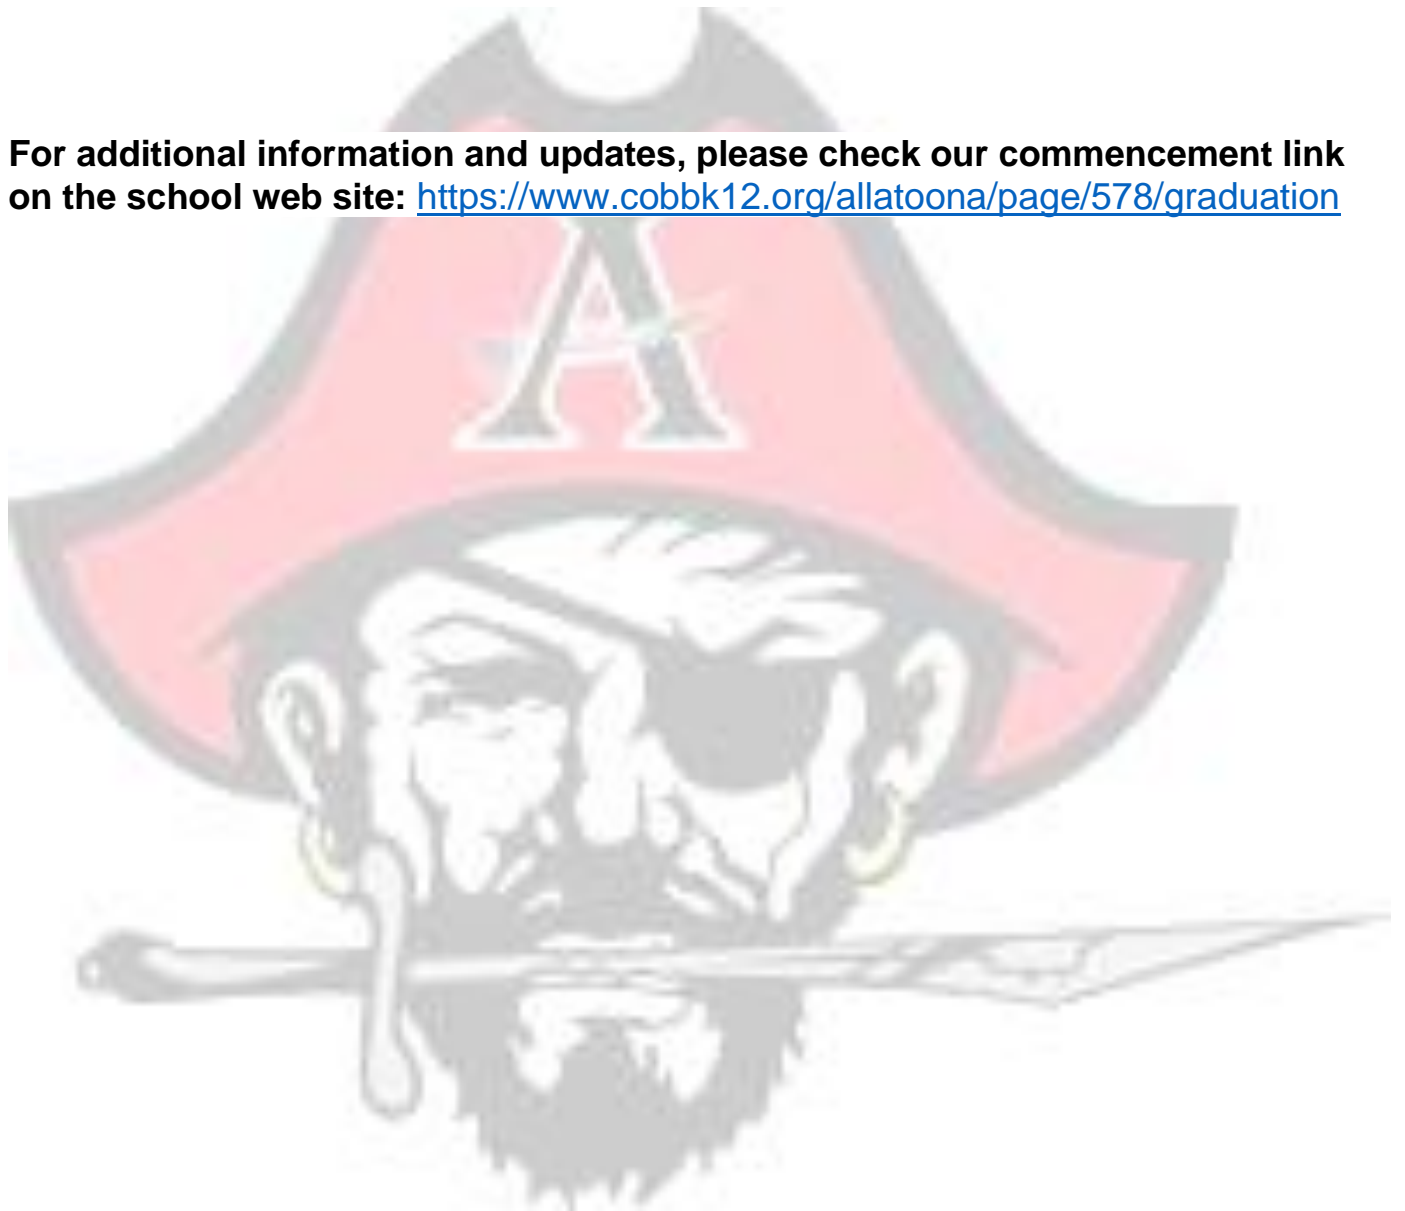 For additional information and updates, please check our commencement link
on the school web site: https://www.cobbk12.org/allatoona/page/578/graduation
A